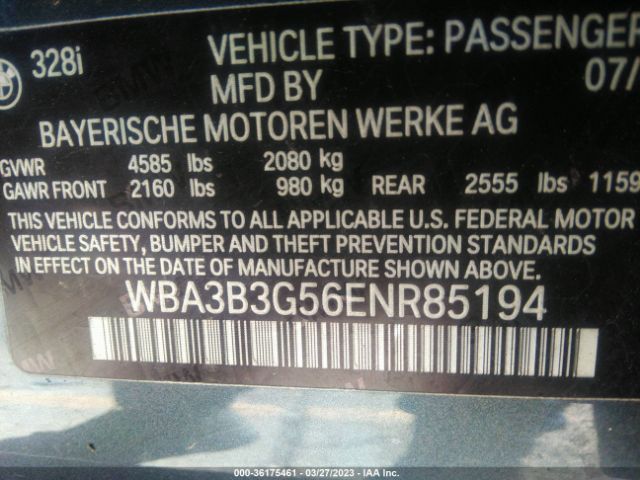 328i VEHICLE TYPE: PASSENGER
MFD BY 07/
BAYERISCHE MOTOREN WERKE AG
GVWR 4585 lbs 2080 kg
GAWR FRONT 2160 lbs 980 kg REAR 2555 lbs 1159
THIS VEHICLE CONFORMS TO ALL APPLICABLE U.S. FEDERAL MOTOR
VEHICLE SAFETY, BUMPER AND THEFT PREVENTION STANDARDS
IN EFFECT ON THE DATE OF MANUFACTURE SHOWN ABOVE.
WBA3B3G56ENR85194
000-36175461 - 03/27/2023 - IAA Inc.